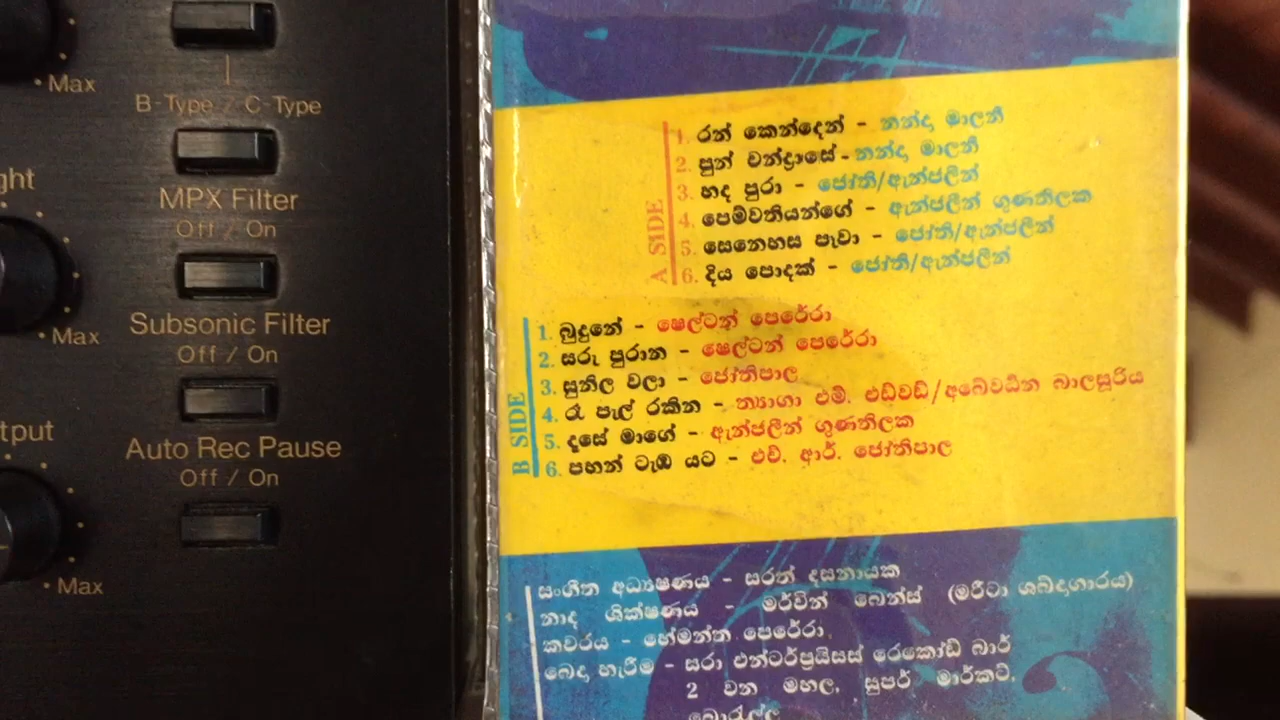 Max
B-Type / C-Type
MPX Filter
Off / On
Max
Subsonic Filter
Off / On
Auto Rec Pause
Off / On
Max
A SIDE
1. රන් කෙන්දෙන් - නන්දා මාලනී
2. පුන් චන්ද්‍රාසේ - නන්දා මාලනී
3. හද පුරා - ජෝති/ඇන්ජලීන්
4. පෙම්වතියන්ගේ - ඇන්ජලීන් ගුණතිලක
5. සෙනෙහස පෑවා - ජෝති/ඇන්ජලීන්
6. දිය පොදක් - ජෝති/ඇන්ජලීන්
B SIDE
1. බුදුනේ - ෂෙල්ටන් පෙරේරා
2. සරූ පුරාන - ෂෙල්ටන් පෙරේරා
3. සුනිල වලා - ජෝතිපාල
4. රෑ පැල් රකින - ත්‍යාගා එම්. එඩ්වඩ්/අබේවර්ධන බාලසූරිය
5. දෑසේ මාගේ - ඇන්ජලීන් ගුණතිලක
6. පහන් ටැඹ යට - එච්. ආර්. ජෝතිපාල
සංගීත අධ්‍යක්ෂණය - සරත් දසනායක
නාද ශික්ෂණය - මර්වින් බෙන්ස් (මරීටා ශබ්දාගාරය)
කවරය - හේමන්ත පෙරේරා
බෙදා හැරීම - සරා එන්ටර්ප්‍රයිසස් රෙකෝඩ් බාර්
2 වන මහල, සුපර් මාර්කට්,
බොරැල්ල